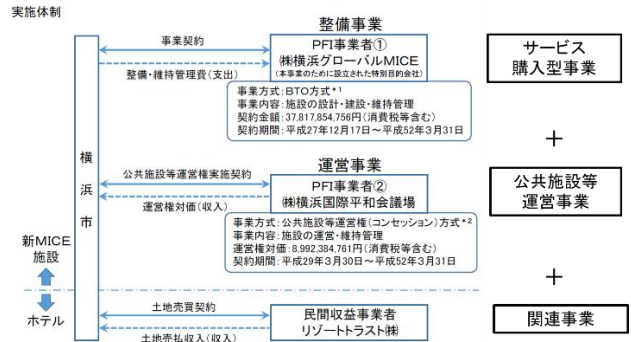 実施体制
整備事業
事業契約
整備・維持管理費(支出)
PFI事業者①
㈱横浜グローバルMICE
(本事業のために設立された特別目的会社)
事業方式:BTO方式*1
事業内容:施設の設計・建設・維持管理
契約金額:37,817,854,756円(消費税等含む)
契約期間:平成27年12月17日~平成52年3月31日
サービス
購入型事業
+
横浜市
運営事業
公共施設等運営権実施契約
運営権対価(収入)
PFI事業者②
㈱横浜国際平和会議場
事業方式:公共施設等運営権(コンセッション)方式*2
事業内容:施設の運営・維持管理
運営権対価:8,992,384,761円(消費税等含む)
契約期間:平成29年3月30日~平成52年3月31日
公共施設等
運営事業
+
新MICE
施設
ホテル
土地売買契約
土地売払収入(収入)
民間収益事業者
リゾートトラスト㈱
関連事業